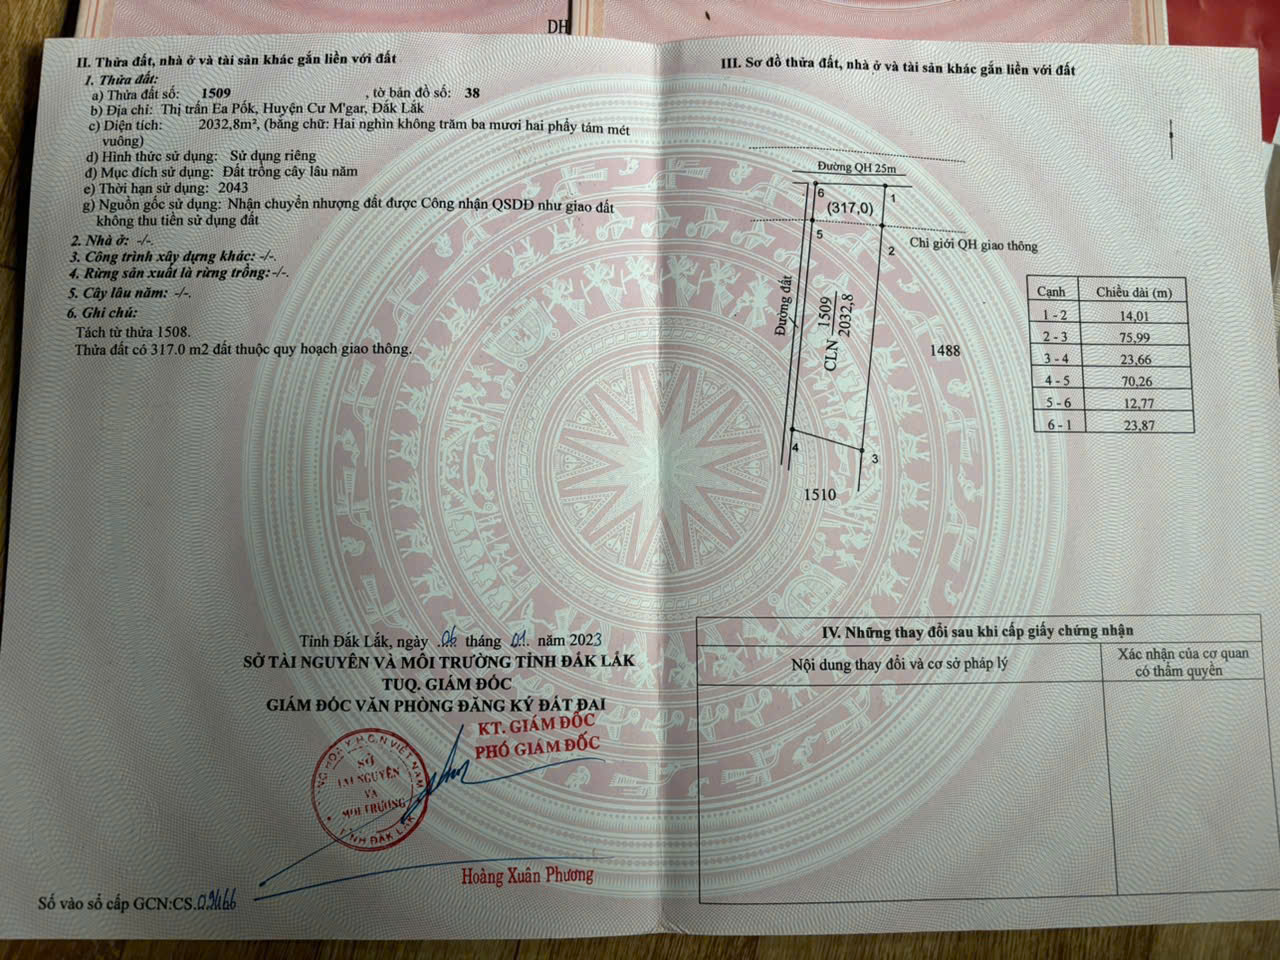 DH
II. Thửa đất, nhà ở và tài sản khác gắn liền với đất
1. Thửa đất:
a) Thửa đất số: 1509 , tờ bản đồ số: 38
b) Địa chỉ: Thị trấn Ea Pốk, Huyện Cư M'gar, Đắk Lắk
c) Diện tích: 2032,8m², (bằng chữ: Hai nghìn không trăm ba mươi hai phẩy tám mét
vuông)
d) Hình thức sử dụng: Sử dụng riêng
đ) Mục đích sử dụng: Đất trồng cây lâu năm
e) Thời hạn sử dụng: 2043
g) Nguồn gốc sử dụng: Nhận chuyển nhượng đất được Công nhận QSDĐ như giao đất
không thu tiền sử dụng đất
2. Nhà ở: -/-.
3. Công trình xây dựng khác: -/-.
4. Rừng sản xuất là rừng trồng: -/-.
5. Cây lâu năm: -/-.
6. Ghi chú:
Tách từ thửa 1508.
Thửa đất có 317.0 m2 đất thuộc quy hoạch giao thông.
Tỉnh Đắk Lắk, ngày 06 tháng 01. năm 2023
SỞ TÀI NGUYÊN VÀ MÔI TRƯỜNG TỈNH ĐẮK LẮK
TUQ. GIÁM ĐỐC
GIÁM ĐỐC VĂN PHÒNG ĐĂNG KÝ ĐẤT ĐAI
KT. GIÁM ĐỐC
PHÓ GIÁM ĐỐC
SỞ
TÀI NGUYÊN
VÀ
MÔI TRƯỜNG
TỈNH ĐẮK LẮK
Hoàng Xuân Phương
Số vào sổ cấp GCN:CS.
III. Sơ đồ thửa đất, nhà ở và tài sản khác gắn liền với đất
Đường QH 25m
6
1
(317,0)
5
2
Chỉ giới QH giao thông
Đường đất
CLN 1509
2032,8
1488
4
3
1510
Cạnh Chiều dài (m)
1 - 2 14,01
2 - 3 75,99
3 - 4 23,66
4 - 5 70,26
5 - 6 12,77
6 - 1 23,87
IV. Những thay đổi sau khi cấp giấy chứng nhận
Nội dung thay đổi và cơ sở pháp lý
Xác nhận của cơ quan
có thẩm quyền